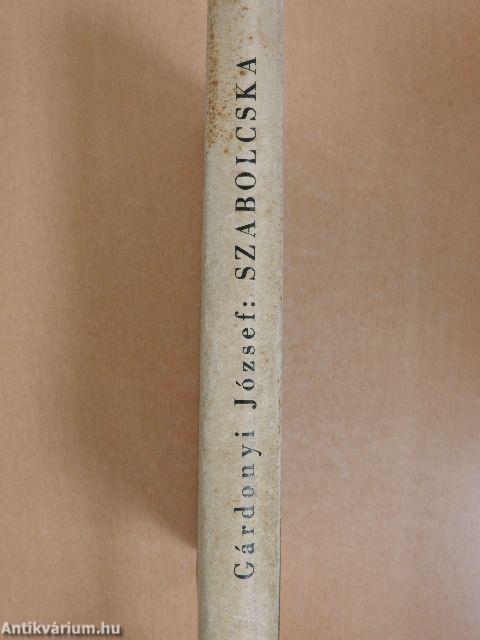 Gárdonyi József: SZABOLCSKA
Antikvárium.hu